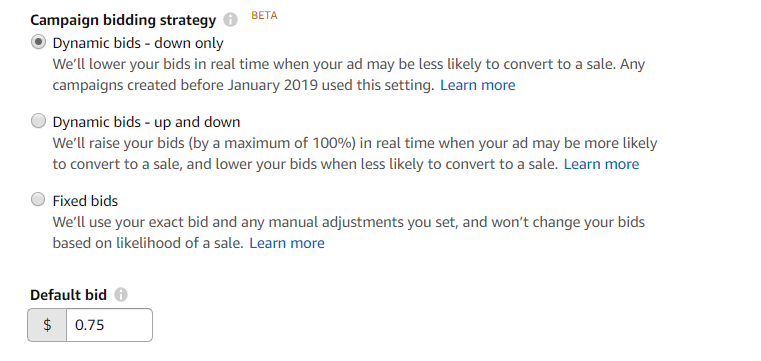 Campaign bidding strategy BETA
Dynamic bids - down only
We'll lower your bids in real time when your ad may be less likely to convert to a sale. Any
campaigns created before January 2019 used this setting. Learn more
Dynamic bids - up and down
We'll raise your bids (by a maximum of 100%) in real time when your ad may be more likely
to convert to a sale, and lower your bids when less likely to convert to a sale. Learn more
Fixed bids
We'll use your exact bid and any manual adjustments you set, and won't change your bids
based on likelihood of a sale. Learn more
Default bid
$ 0.75